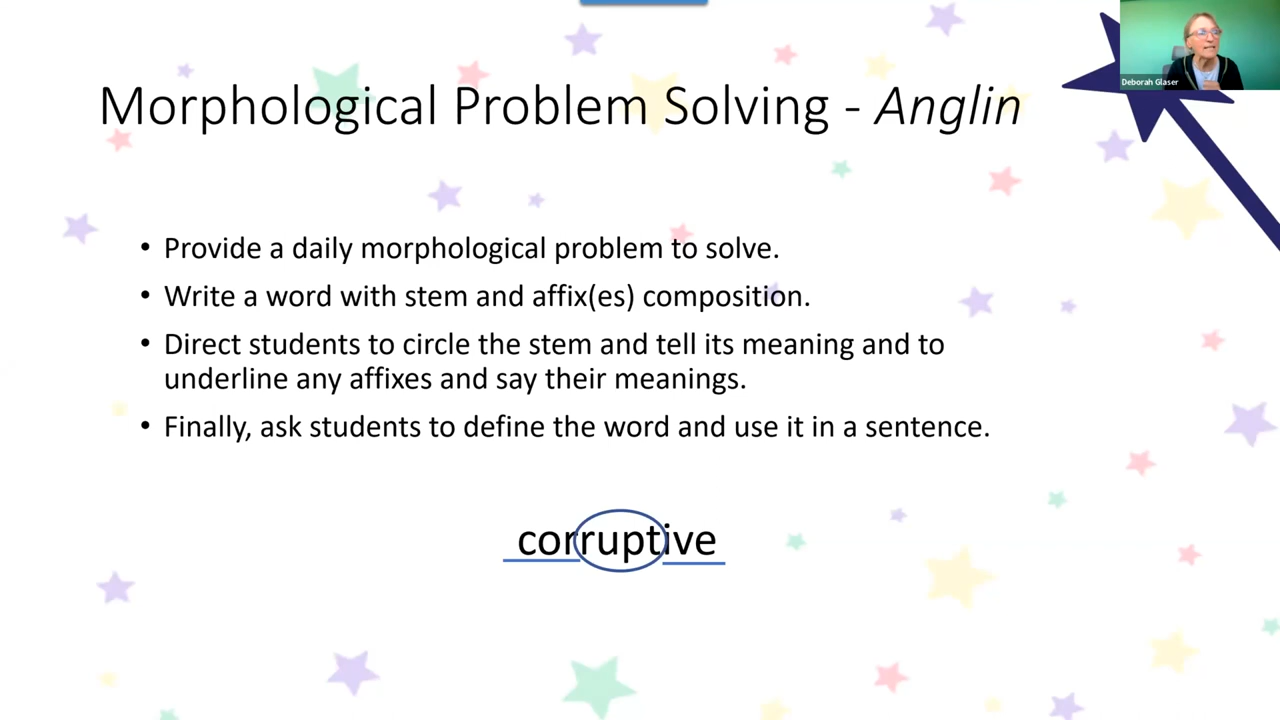 Deborah Glaser
Morphological Problem Solving - Anglin
• Provide a daily morphological problem to solve.
• Write a word with stem and affix(es) composition.
• Direct students to circle the stem and tell its meaning and to
underline any affixes and say their meanings.
• Finally, ask students to define the word and use it in a sentence.
corruptive